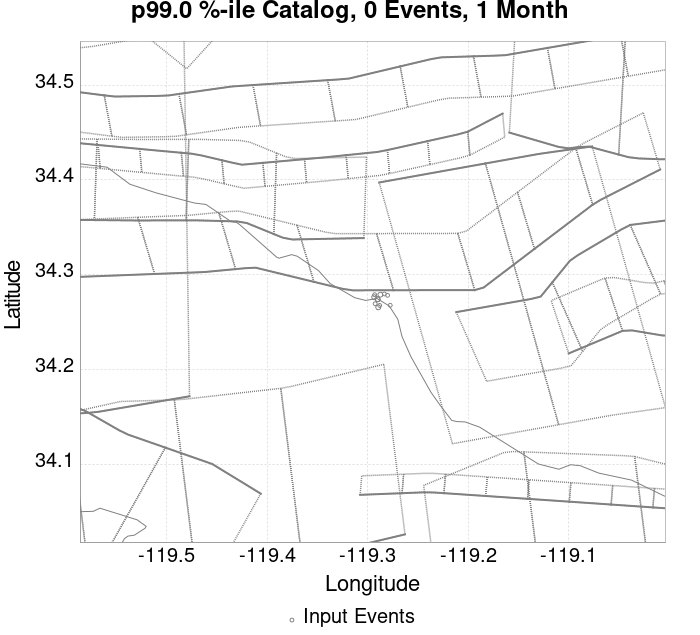 p99.0 %-ile Catalog, 0 Events, 1 Month
34.5
34.4
34.3
34.2
34.1
Latitude
-119.5 -119.4 -119.3 -119.2 -119.1
Longitude
Input Events